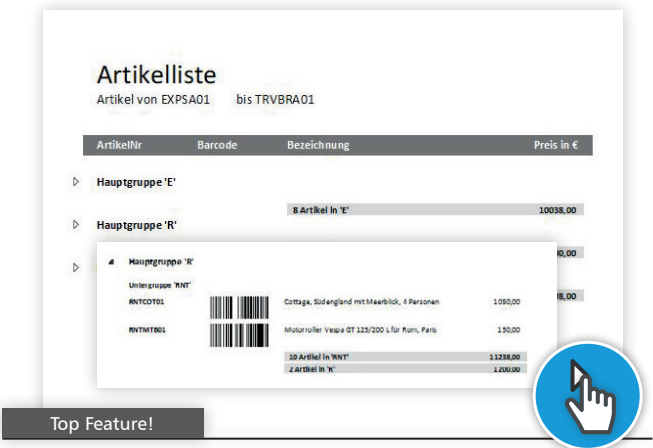 Artikelliste
Artikel von EXPSA01 bis TRVBRA01
ArtikelNr Barcode Bezeichnung Preis in €
Hauptgruppe 'E'
8 Artikel in 'E' 10038,00
Hauptgruppe 'R'
Hauptgruppe 'R'
Untergruppe 'RNT'
RNTCOT01 Cottage, Südengland mit Meerblick, 4 Personen 1050,00
RNTMTB01 Motorroller Vespa GT 125/200 L für Rom, Paris 150,00
10 Artikel in 'RNT' 11238,00
2 Artikel in 'R' 1200,00
Top Feature!